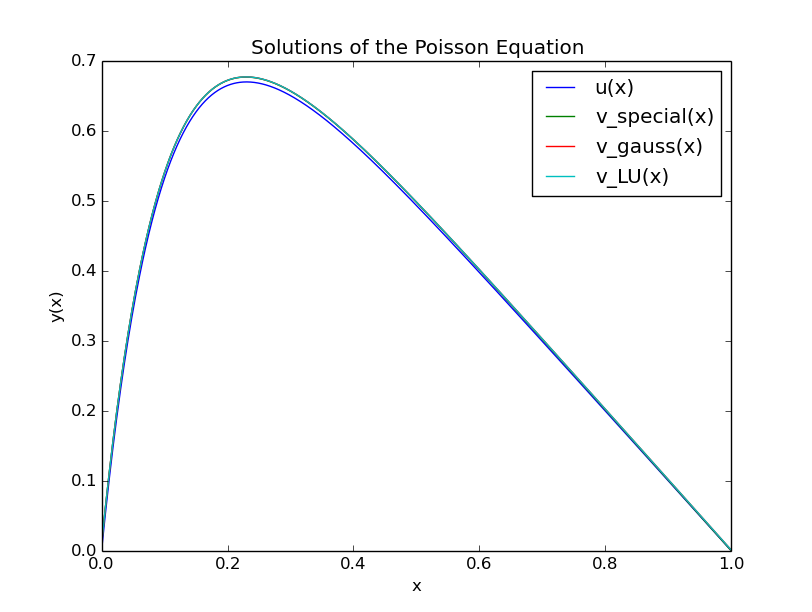 Solutions of the Poisson Equation
0.7
0.6
0.5
0.4
0.3
0.2
0.1
0.0
y(x)
u(x)
v_special(x)
v_gauss(x)
v_LU(x)
0.0 0.2 0.4 0.6 0.8 1.0
x